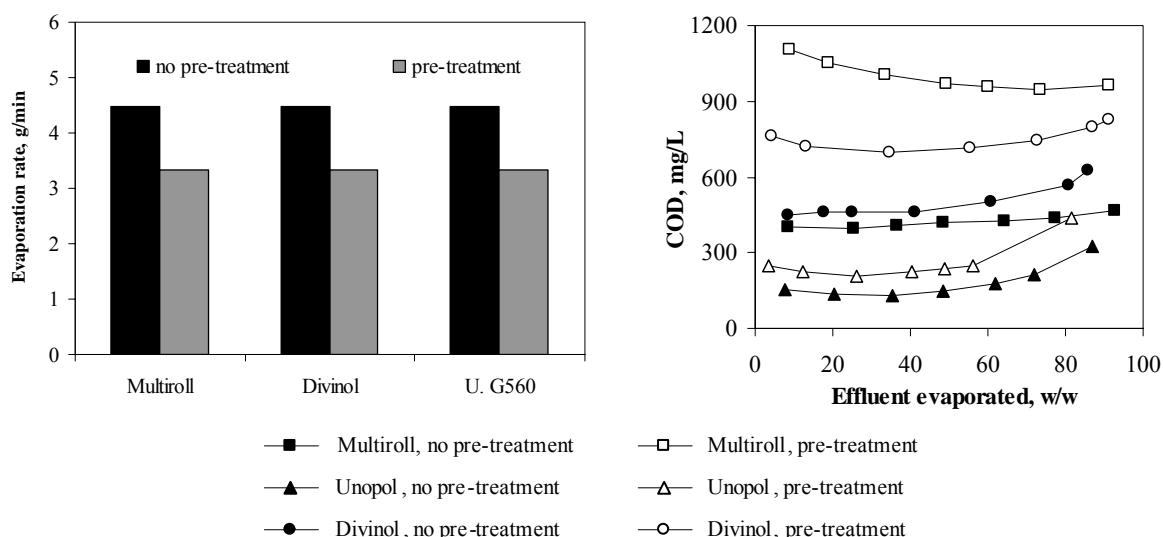 6
5
4
3
2
1
0
Evaporation rate, g/min
no pre-treatment
pre-treatment
Multiroll
Divinol
U. G560
1200
900
600
300
0
COD, mg/L
0
20
40
60
80
100
Effluent evaporated, w/w
Multiroll, no pre-treatment
Multiroll, pre-treatment
Unopol , no pre-treatment
Unopol, pre-treatment
Divinol, no pre-treatment
Divinol, pre-treatment